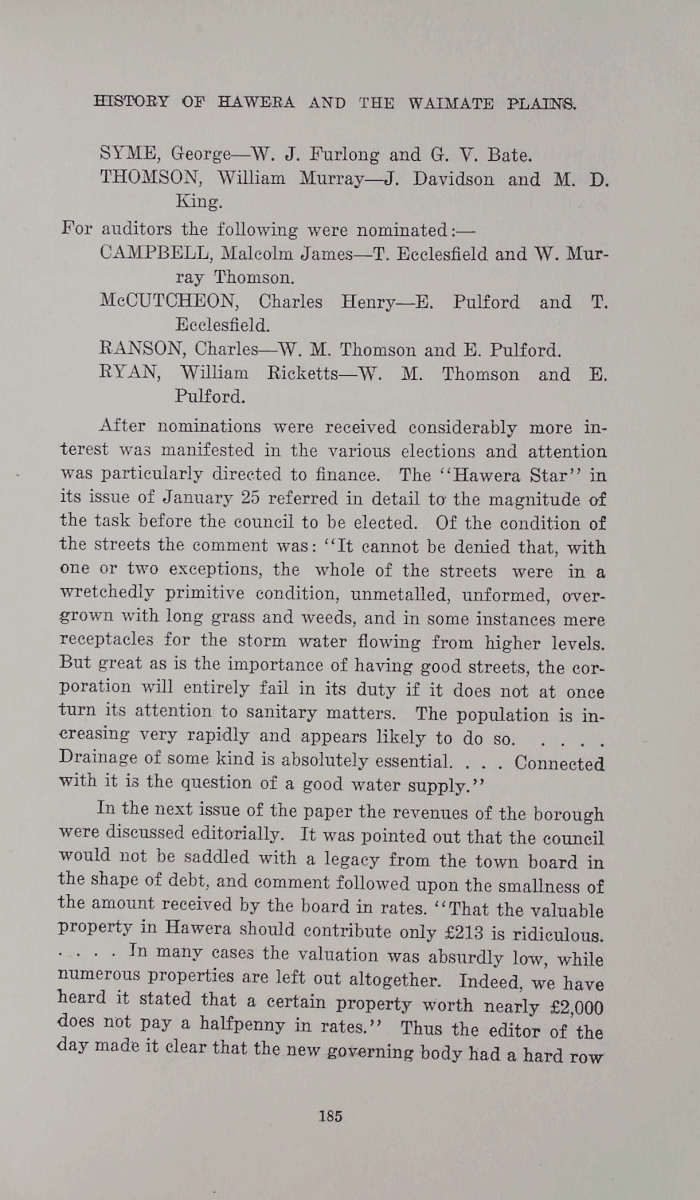 HISTORY OF HAWERA AND THE WAIMATE PLAINS.
SYME, George—W. J. Furlong and G. V. Bate.
THOMSON, William Murray—J. Davidson and M. D.
King.
For auditors the following were nominated:—
CAMPBELL, Malcolm James—T. Ecclesfield and W. Mur-
ray Thomson.
McCUTCHEON, Charles Henry—E. Pulford and T.
Ecclesfield.
RANSON, Charles—W. M. Thomson and E. Pulford.
RYAN, William Ricketts—W. M. Thomson and E.
Pulford.
After nominations were received considerably more in-
terest was manifested in the various elections and attention
was particularly directed to finance. The ‘‘Hawera Star’’ in
its issue of January 25 referred in detail to the magnitude of
the task before the council to be elected. Of the condition of
the streets the comment was: ‘‘It cannot be denied that, with
one or two exceptions, the whole of the streets were in a
wretchedly primitive condition, unmetalled, unformed, over-
grown with long grass and weeds, and in some instances mere
receptacles for the storm water flowing from higher levels.
But great as is the importance of having good streets, the cor-
poration will entirely fail in its duty if it does not at once
turn its attention to sanitary matters. The population is in-
creasing very rapidly and appears likely to do so. . . . .
Drainage of some kind is absolutely essential. . . . Connected
with it is the question of a good water supply.’’
In the next issue of the paper the revenues of the borough
were discussed editorially. It was pointed out that the council
would not be saddled with a legacy from the town board in
the shape of debt, and comment followed upon the smallness of
the amount received by the board in rates. ‘‘That the valuable
property in Hawera should contribute only £213 is ridiculous.
. . . . In many cases the valuation was absurdly low, while
numerous properties are left out altogether. Indeed, we have
heard it stated that a certain property worth nearly £2,000
does not pay a halfpenny in rates.’’ Thus the editor of the
day made it clear that the new governing body had a hard row
185